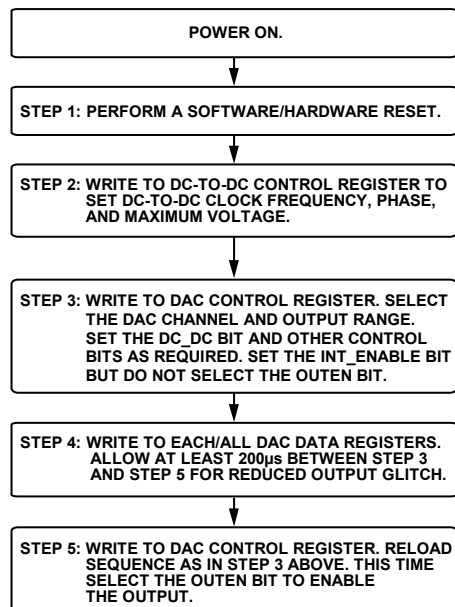 POWER ON.
STEP 1: PERFORM A SOFTWARE/HARDWARE RESET.
STEP 2: WRITE TO DC-TO-DC CONTROL REGISTER TO
SET DC-TO-DC CLOCK FREQUENCY, PHASE,
AND MAXIMUM VOLTAGE.
STEP 3: WRITE TO DAC CONTROL REGISTER. SELECT
THE DAC CHANNEL AND OUTPUT RANGE.
SET THE DC_DC BIT AND OTHER CONTROL
BITS AS REQUIRED. SET THE INT_ENABLE BIT
BUT DO NOT SELECT THE OUTEN BIT.
STEP 4: WRITE TO EACH/ALL DAC DATA REGISTERS.
ALLOW AT LEAST 200µs BETWEEN STEP 3
AND STEP 5 FOR REDUCED OUTPUT GLITCH.
STEP 5: WRITE TO DAC CONTROL REGISTER. RELOAD
SEQUENCE AS IN STEP 3 ABOVE. THIS TIME
SELECT THE OUTEN BIT TO ENABLE
THE OUTPUT.